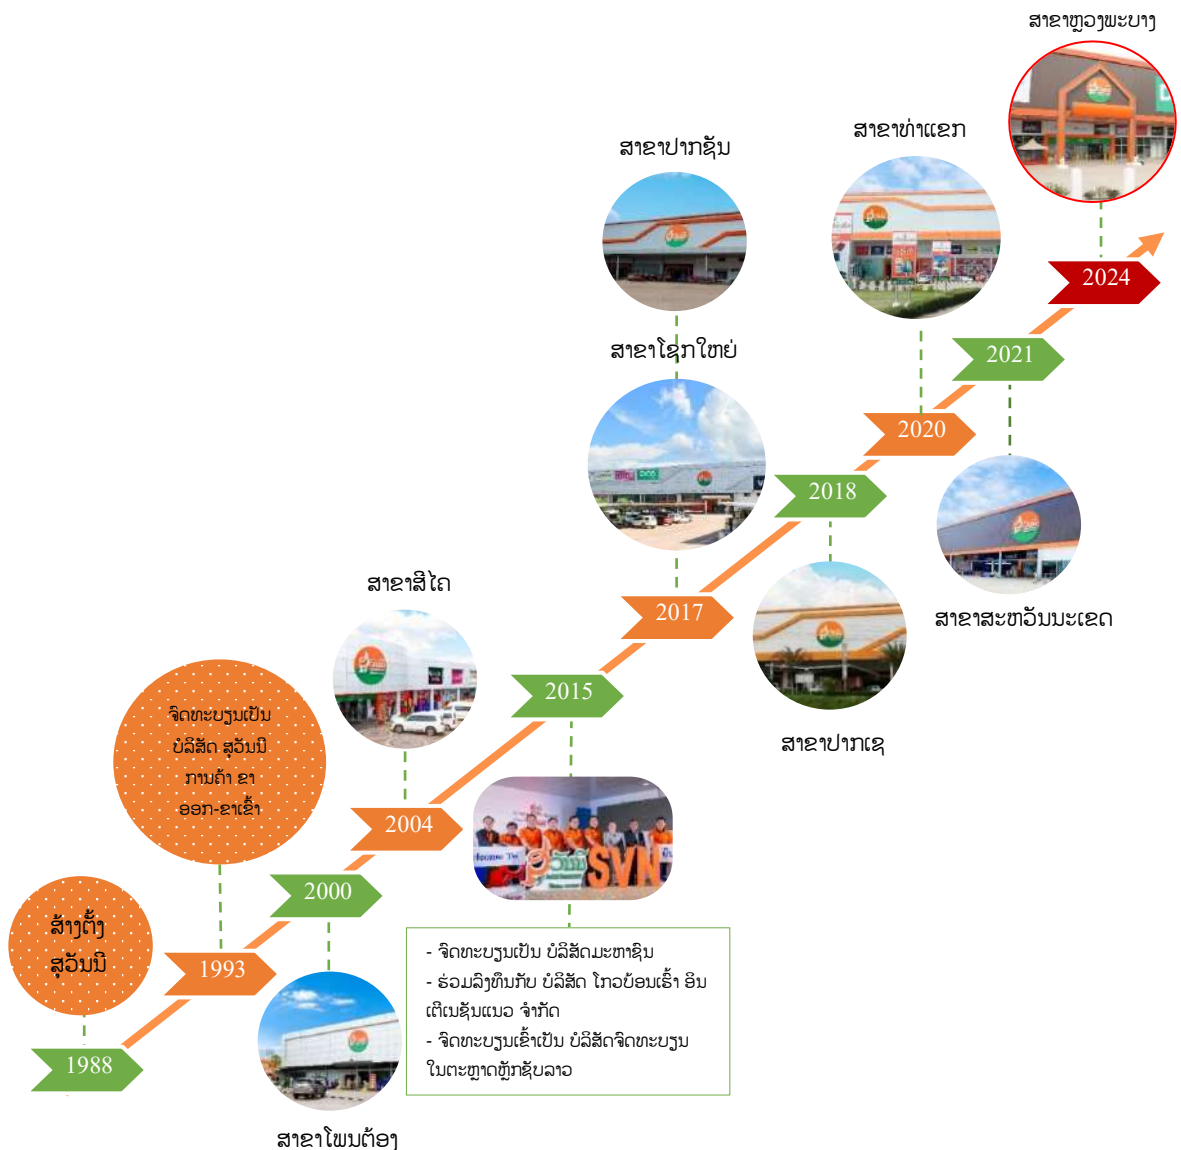 ສາຂາຫຼວງພະບາງ
ສາຂາທ່າແຂກ
ສາຂາປາກຊັນ
2024
ສາຂາໂຊກໃຫຍ່
2021
2020
2018
ສາຂາສີໄຄ
2017
ສາຂາສະຫວັນນະເຂດ
2015
ຈົດທະບຽນເປັນ
ບໍລິສັດ ສຸວັນນີ
ການຄ້າ ຂາ
ອອກ-ຂາເຂົ້າ
ສາຂາປາກເຊ
2004
ວັນນີ SVN
2000
ສ້າງຕັ້ງ
ສຸວັນນີ
1993
- ຈົດທະບຽນເປັນ ບໍລິສັດມະຫາຊົນ
- ຮ່ວມລົງທຶນກັບ ບໍລິສັດ ໂກວບ້ອນເຮົ້າ ອິນ
ເຕີເນຊັນແນວ ຈຳກັດ
- ຈົດທະບຽນເຂົ້າເປັນ ບໍລິສັດຈົດທະບຽນ
ໃນຕະຫຼາດຫຼັກຊັບລາວ
1988
ສາຂາໂພນຕ້ອງ